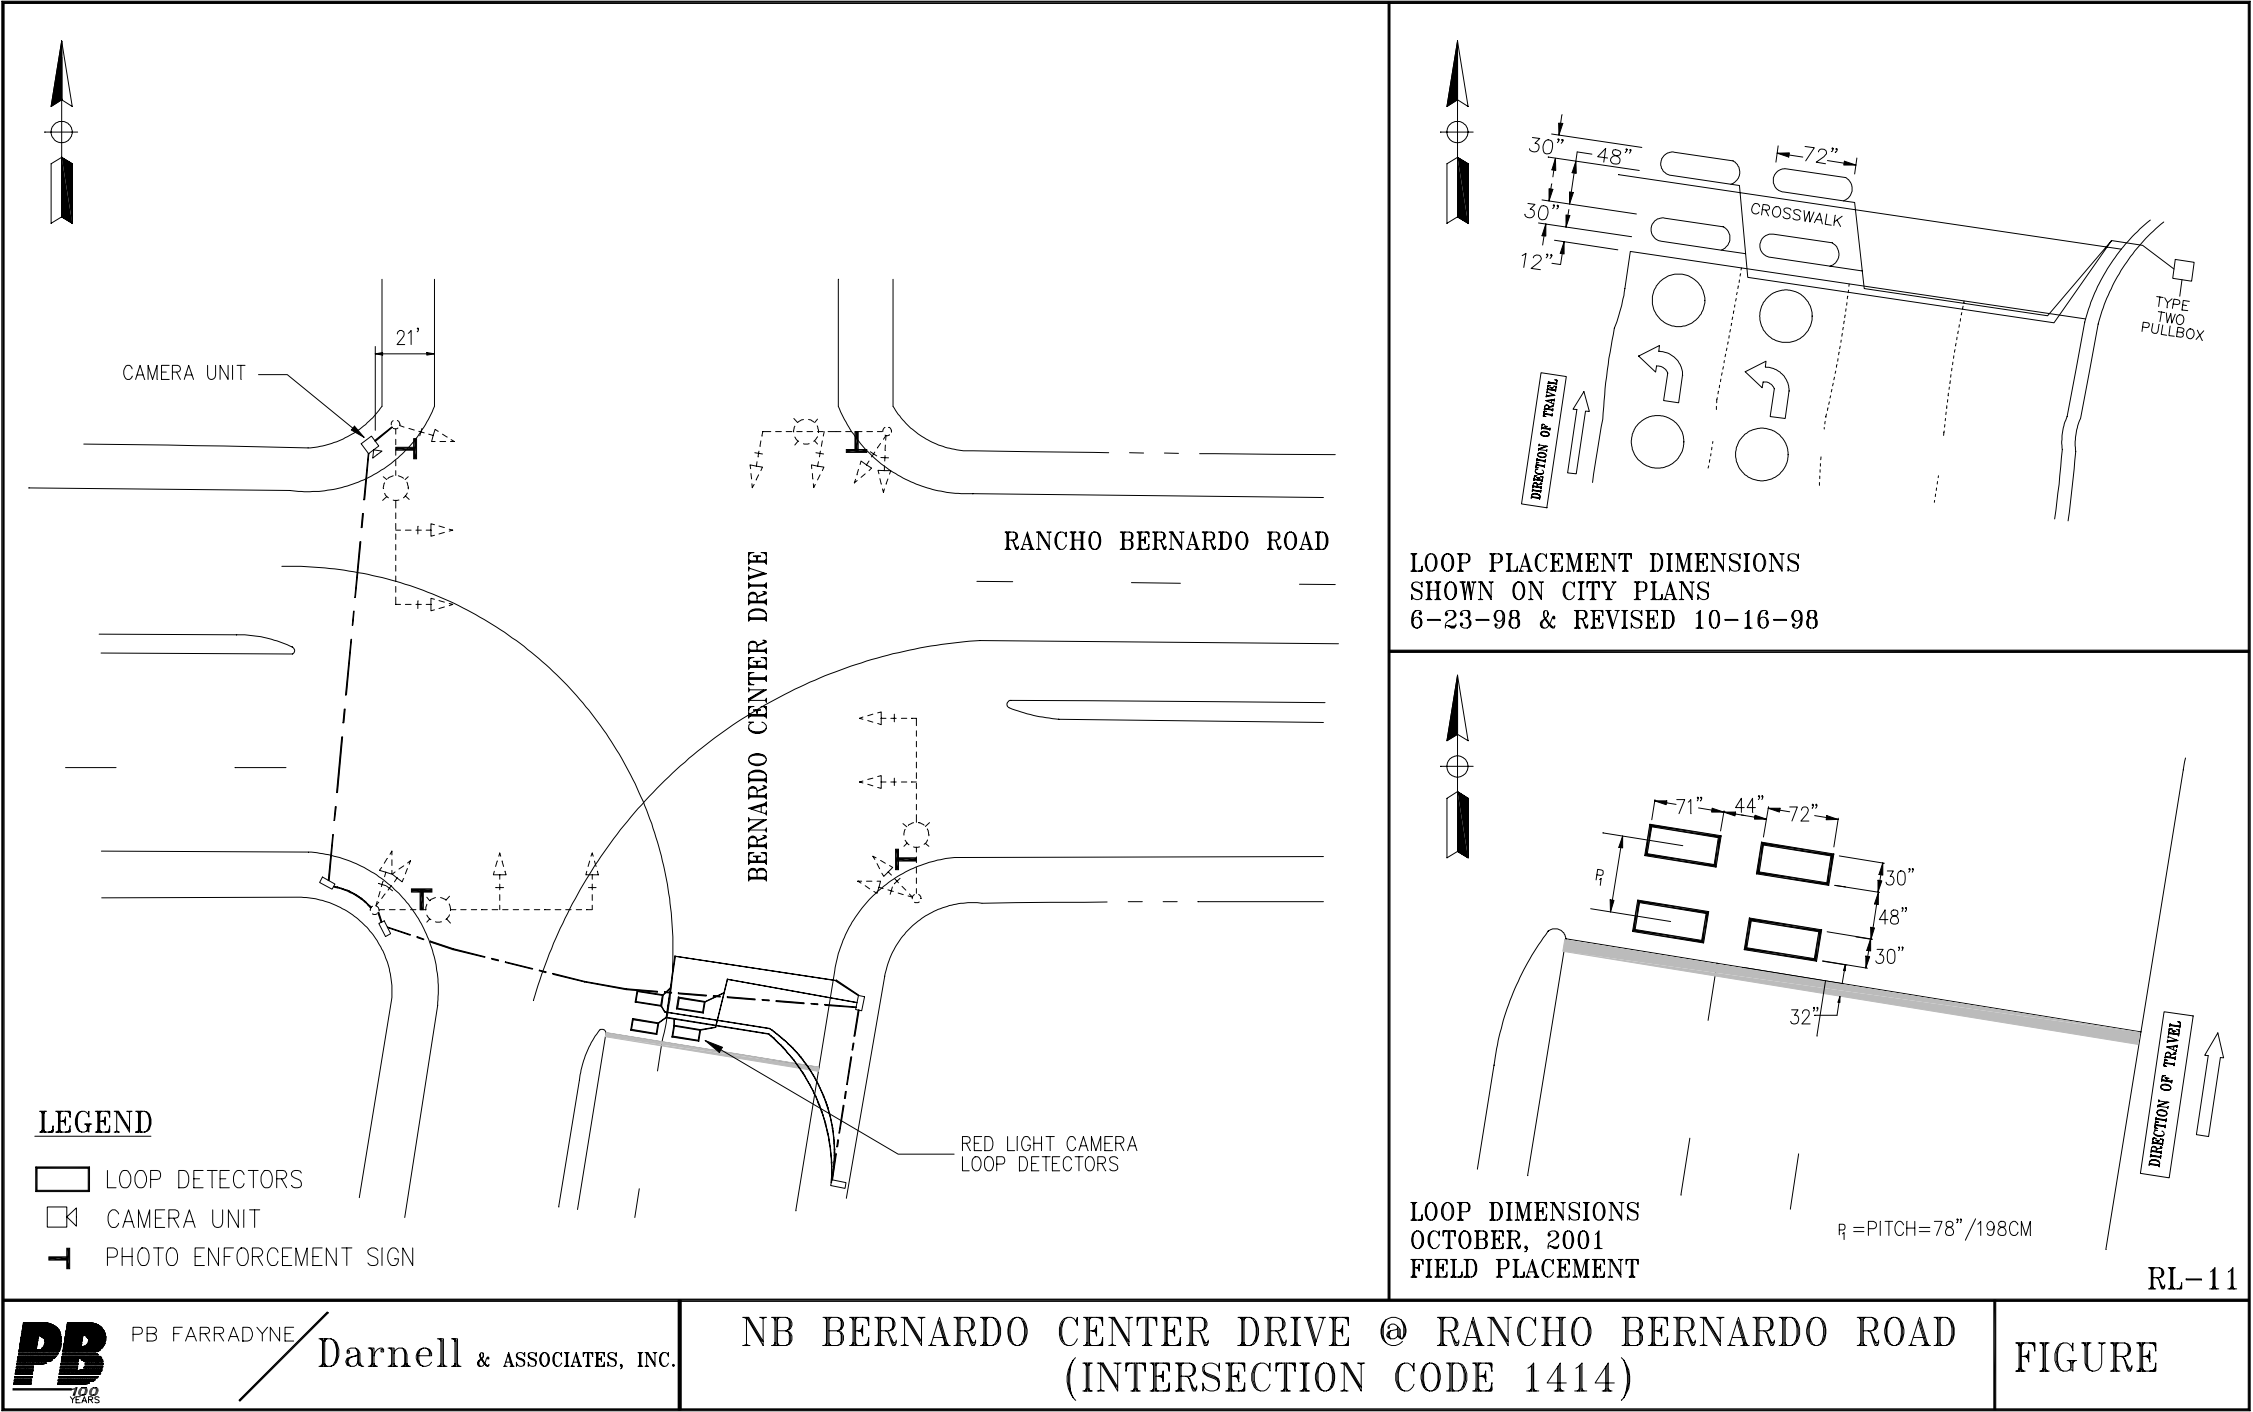 21'
CAMERA UNIT
RANCHO BERNARDO ROAD
BERNARDO CENTER DRIVE
RED LIGHT CAMERA
LOOP DETECTORS
LEGEND
LOOP DETECTORS
CAMERA UNIT
PHOTO ENFORCEMENT SIGN
30"
48"
72"
30"
12"
CROSSWALK
TYPE
TWO
PULLBOX
DIRECTION OF TRAVEL
LOOP PLACEMENT DIMENSIONS
SHOWN ON CITY PLANS
6-23-98 & REVISED 10-16-98
71"
44"
72"
P1
30"
48"
30"
32"
DIRECTION OF TRAVEL
LOOP DIMENSIONS
OCTOBER, 2001
FIELD PLACEMENT
P1 =PITCH=78"/198CM
RL-11
PB
100
YEARS
PB FARRADYNE
Darnell & ASSOCIATES, INC.
NB BERNARDO CENTER DRIVE @ RANCHO BERNARDO ROAD
(INTERSECTION CODE 1414)
FIGURE